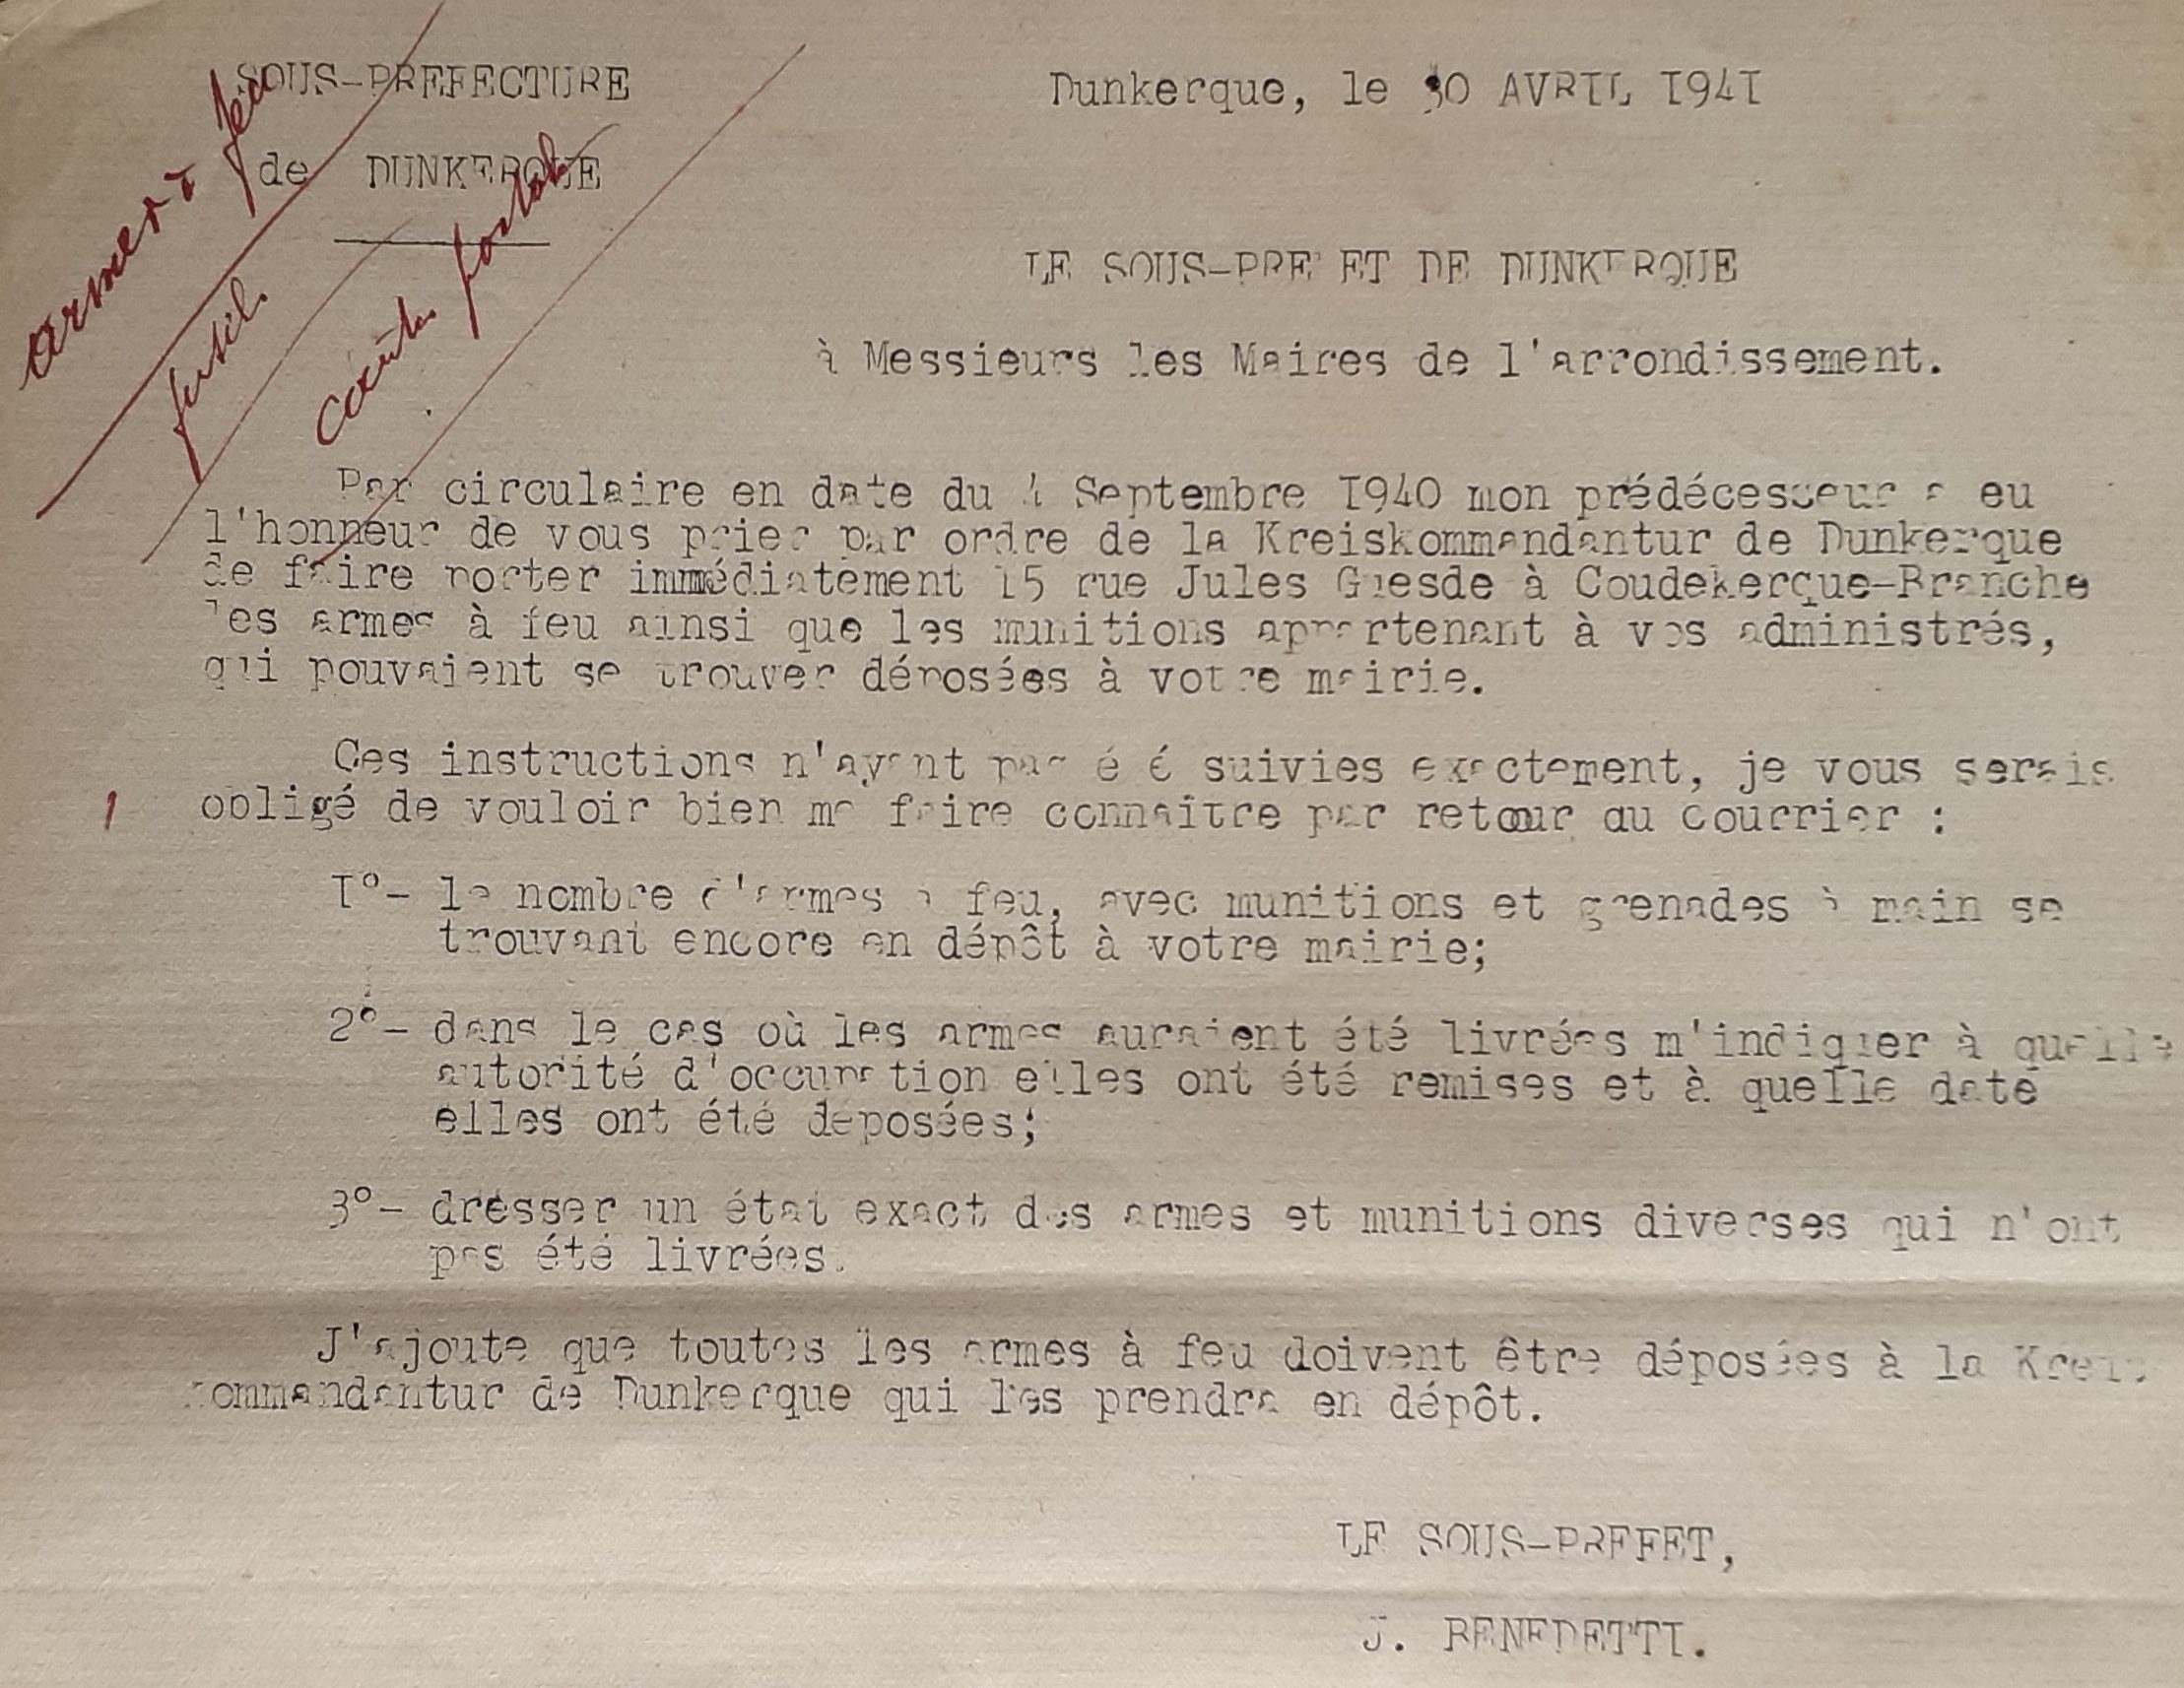 SOUS-PREFECTURE
de DUNKERQUE
Dunkerque, le 30 AVRIL I94I
armes à feu
fusil
LE SOUS-PREFET DE DUNKERQUE
à Messieurs les Maires de l'arrondissement.
Par circulaire en date du 4 Septembre I940 mon prédécesseur a eu
l'honneur de vous prier par ordre de la Kreiskommandantur de Dunkerque
de faire porter immédiatement 15 rue Jules Guesde à Coudekerque-Branche
les armes à feu ainsi que les munitions appartenant à vos administrés,
qui pouvaient se trouver déposées à votre mairie.
Ces instructions n'ayant pas été suivies exactement, je vous serais
obligé de vouloir bien me faire connaître par retour du courrier :
I°- le nombre d'armes à feu, avec munitions et grenades à main se
trouvant encore en dépôt à votre mairie;
2°- dans le cas où les armes auraient été livrées m'indiquer à quelle
autorité d'occupation elles ont été remises et à quelle date
elles ont été déposées;
3°- dresser un état exact des armes et munitions diverses qui n'ont
pas été livrées.
J'ajoute que toutes les armes à feu doivent être déposées à la Kreis
kommandantur de Dunkerque qui les prendra en dépôt.
LE SOUS-PREFET,
J. BENEDETTI.